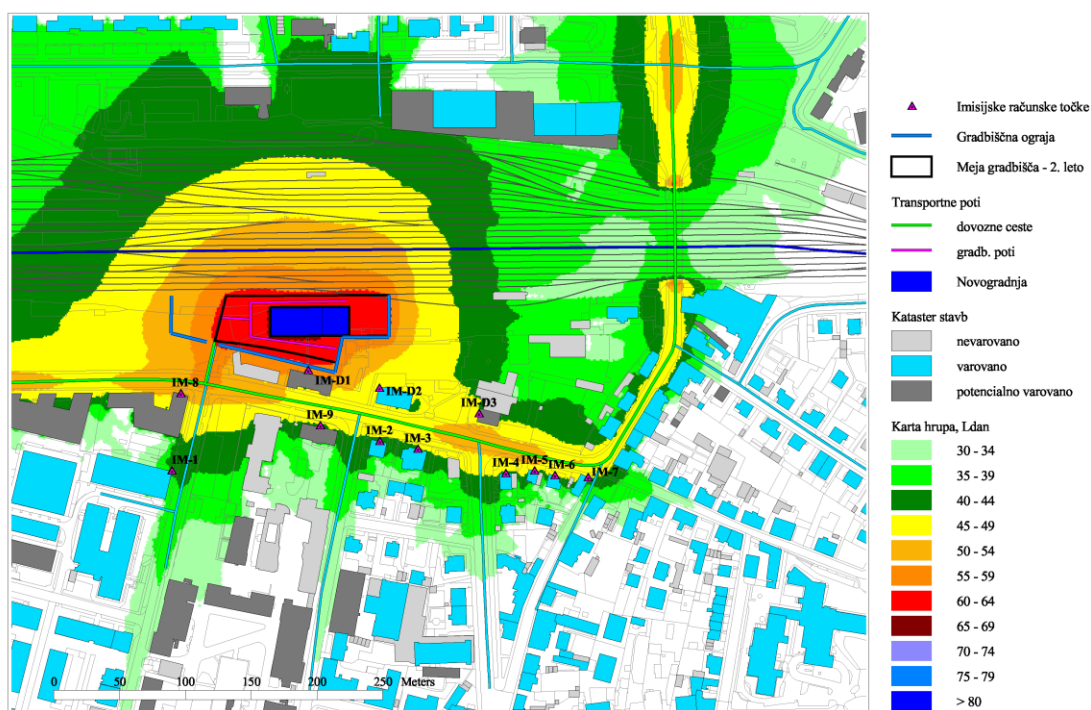 IM-8
IM-D1
IM-D2
IM-D3
IM-9
IM-2
IM-3
IM-1
IM-4
IM-5
IM-6
IM-7
0 50 100 150 200 250 Meters
Imisijske računske točke
Gradbiščna ograja
Meja gradbišča - 2. leto
Transportne poti
dovozne ceste
gradb. poti
Novogradnja
Kataster stavb
nevarovano
varovano
potencialno varovano
Karta hrupa, Ldan
30 - 34
35 - 39
40 - 44
45 - 49
50 - 54
55 - 59
60 - 64
65 - 69
70 - 74
75 - 79
> 80